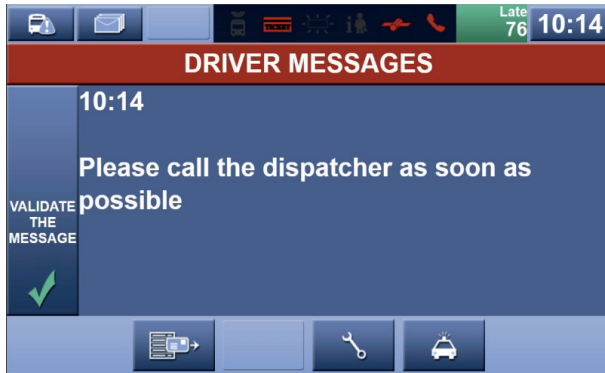 Late
76
10:14
DRIVER MESSAGES
10:14
Please call the dispatcher as soon as
possible
VALIDATE
THE
MESSAGE